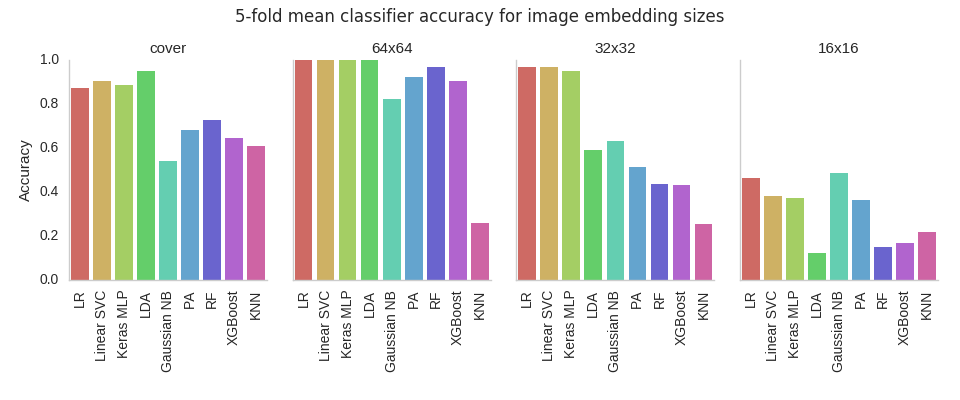 5-fold mean classifier accuracy for image embedding sizes
cover
64x64
32x32
16x16
Accuracy
1.0
0.8
0.6
0.4
0.2
0.0
LR
Linear SVC
Keras MLP
LDA
Gaussian NB
PA
RF
XGBoost
KNN
LR
Linear SVC
Keras MLP
LDA
Gaussian NB
PA
RF
XGBoost
KNN
LR
Linear SVC
Keras MLP
LDA
Gaussian NB
PA
RF
XGBoost
KNN
LR
Linear SVC
Keras MLP
LDA
Gaussian NB
PA
RF
XGBoost
KNN